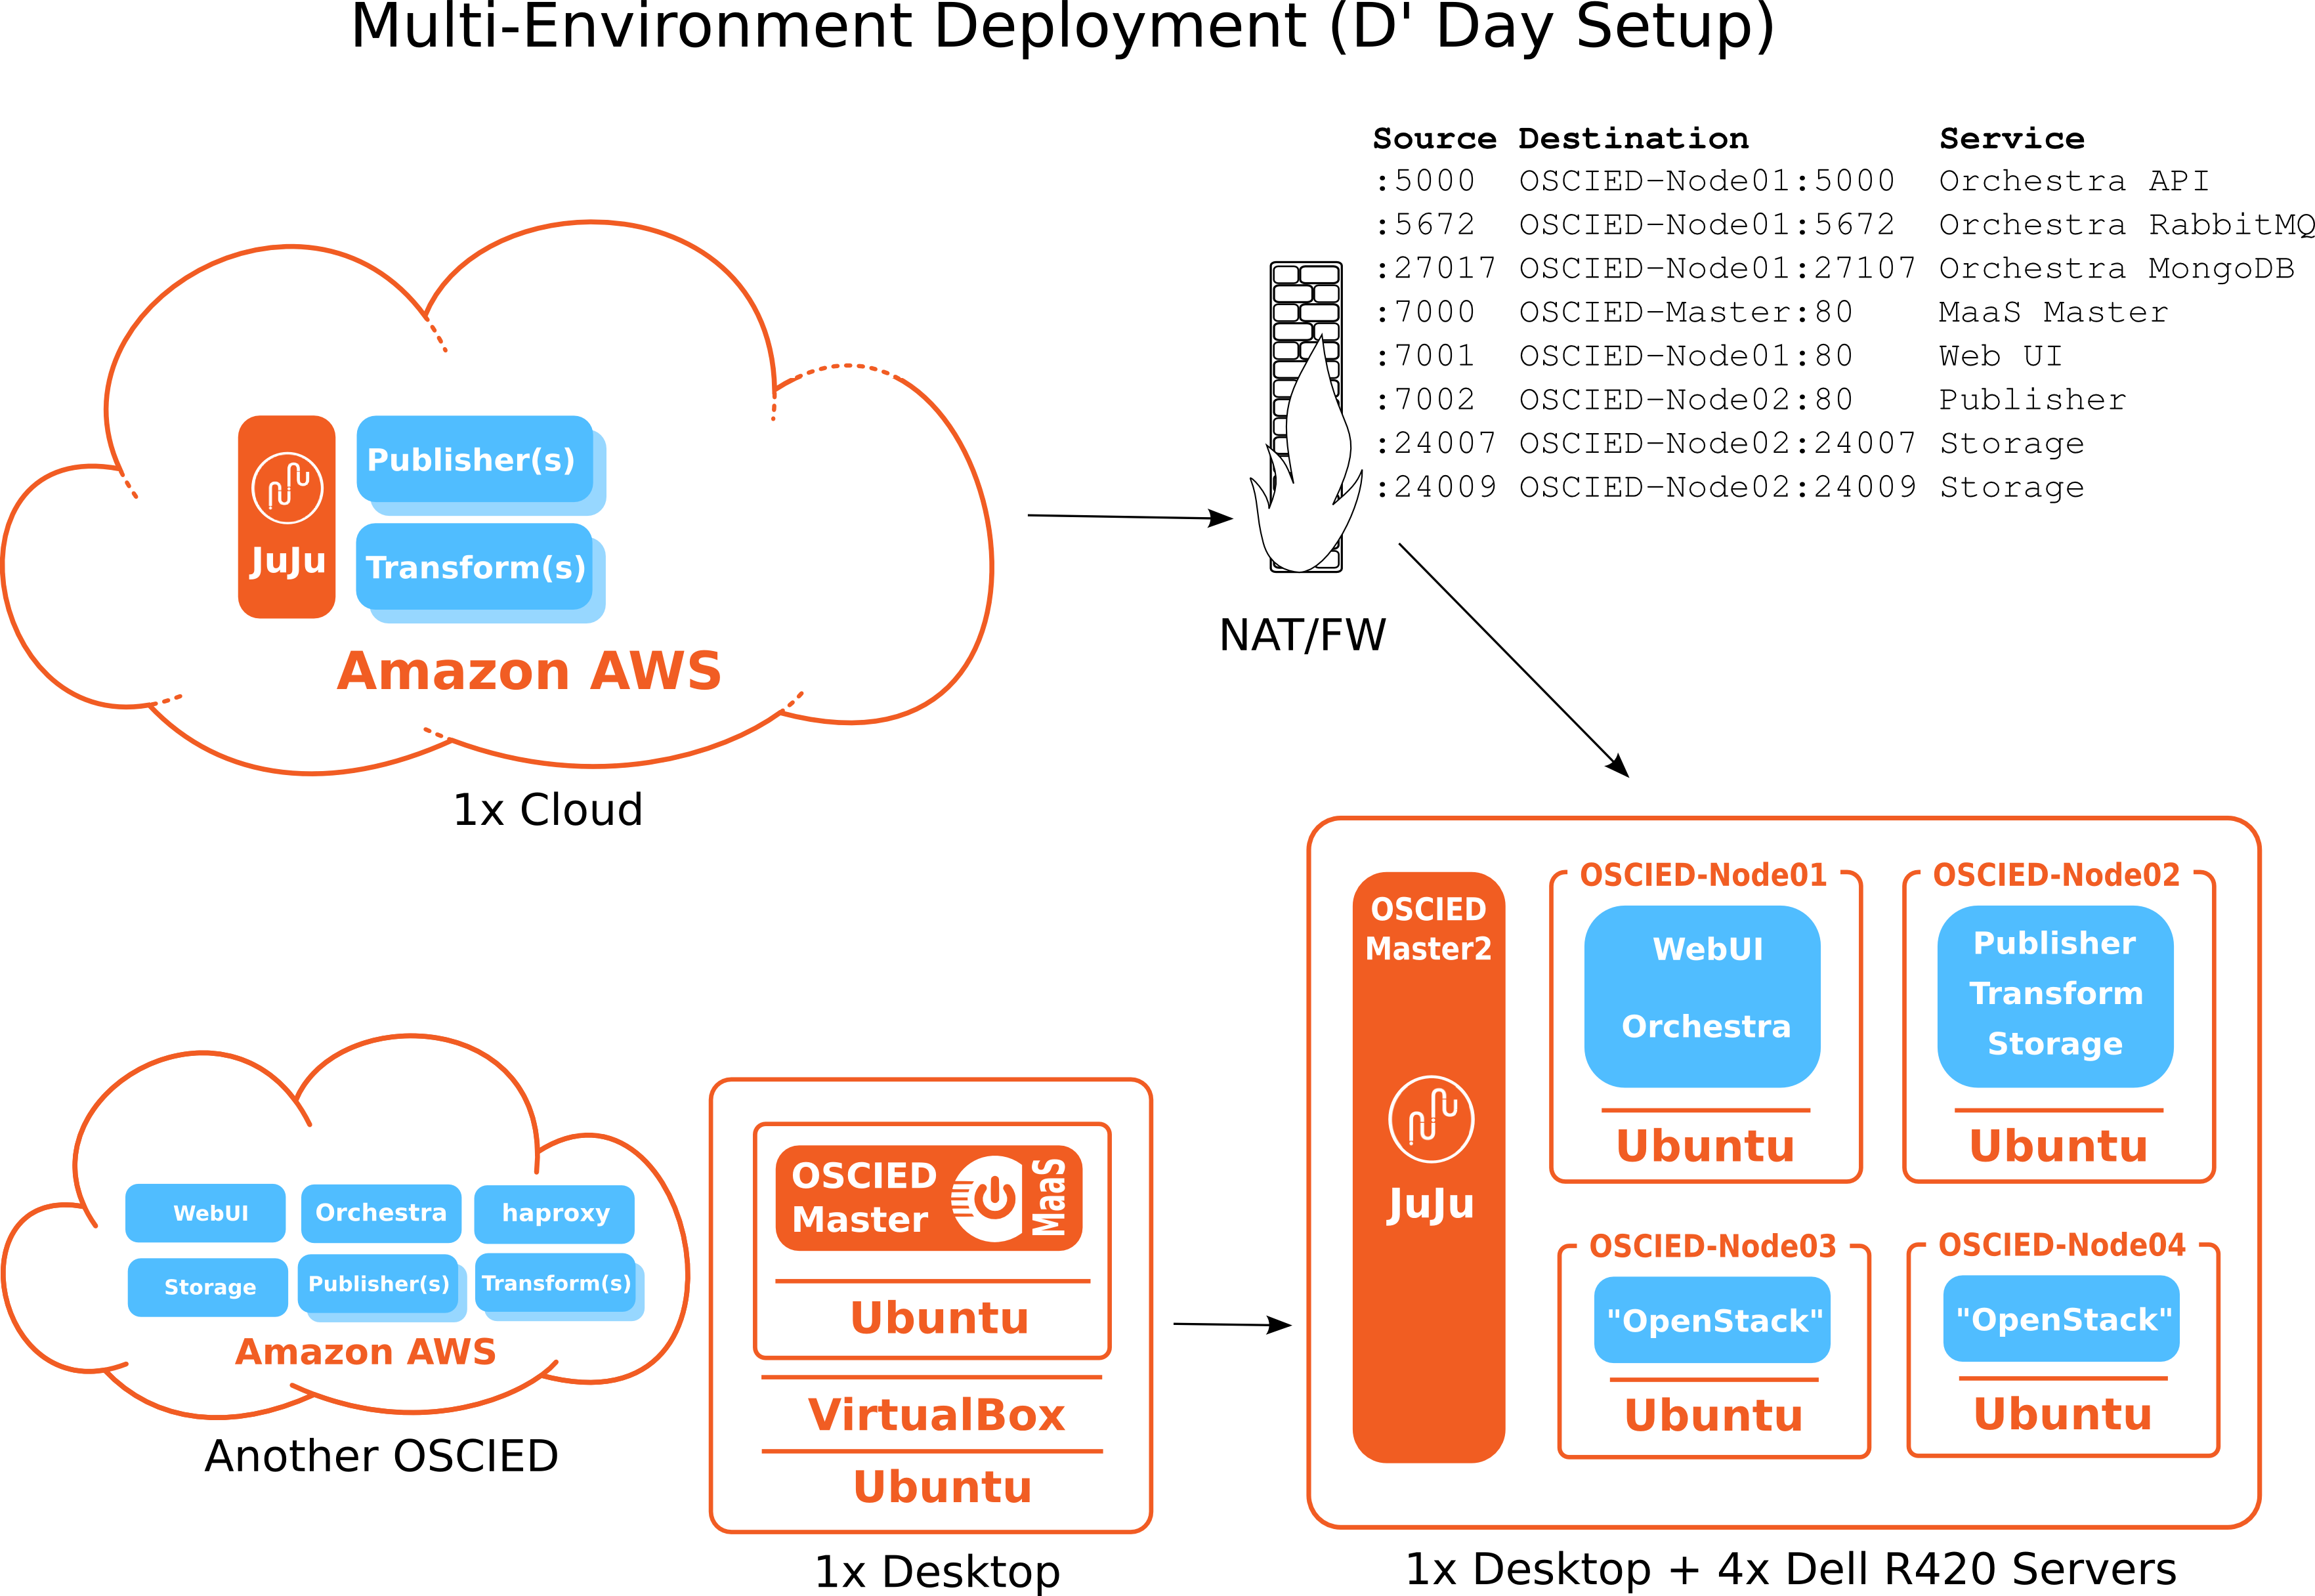 Multi-Environment Deployment (D' Day Setup)
Source Destination Service
:5000 OSCIED-Node01:5000 Orchestra API
:5672 OSCIED-Node01:5672 Orchestra RabbitMQ
:27017 OSCIED-Node01:27107 Orchestra MongoDB
:7000 OSCIED-Master:80 MaaS Master
:7001 OSCIED-Node01:80 Web UI
:7002 OSCIED-Node02:80 Publisher
:24007 OSCIED-Node02:24007 Storage
:24009 OSCIED-Node02:24009 Storage
JuJu
Publisher(s)
Transform(s)
Amazon AWS
1x Cloud
NAT/FW
WebUI
Orchestra
haproxy
Storage
Publisher(s)
Transform(s)
Amazon AWS
Another OSCIED
OSCIED
Master
MaaS
Ubuntu
VirtualBox
Ubuntu
1x Desktop
OSCIED
Master2
JuJu
OSCIED-Node01
WebUI
Orchestra
Ubuntu
OSCIED-Node02
Publisher
Transform
Storage
Ubuntu
OSCIED-Node03
"OpenStack"
Ubuntu
OSCIED-Node04
"OpenStack"
Ubuntu
1x Desktop + 4x Dell R420 Servers